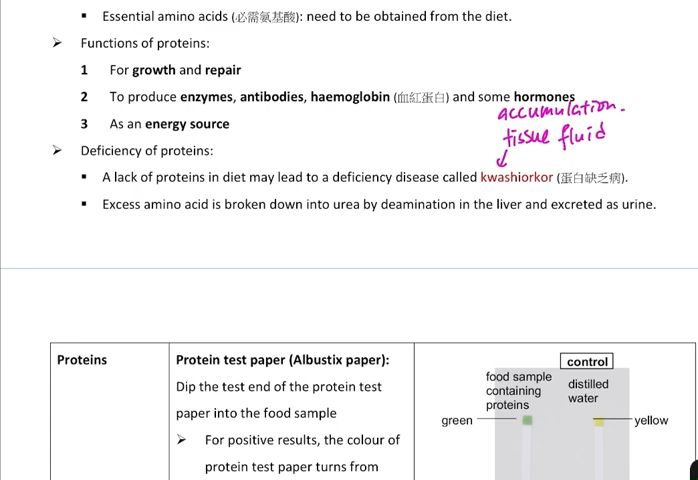 ▪ Essential amino acids (必需氨基酸): need to be obtained from the diet.
➢ Functions of proteins:
1 For growth and repair
2 To produce enzymes, antibodies, haemoglobin (血紅蛋白) and some hormones
accumulation.
tissue fluid
3 As an energy source
➢ Deficiency of proteins:
▪ A lack of proteins in diet may lead to a deficiency disease called kwashiorkor (蛋白缺乏病).
▪ Excess amino acid is broken down into urea by deamination in the liver and excreted as urine.
Proteins
Protein test paper (Albustix paper):
Dip the test end of the protein test
paper into the food sample
➢ For positive results, the colour of
protein test paper turns from
control
food sample
containing
proteins
distilled
water
green
yellow